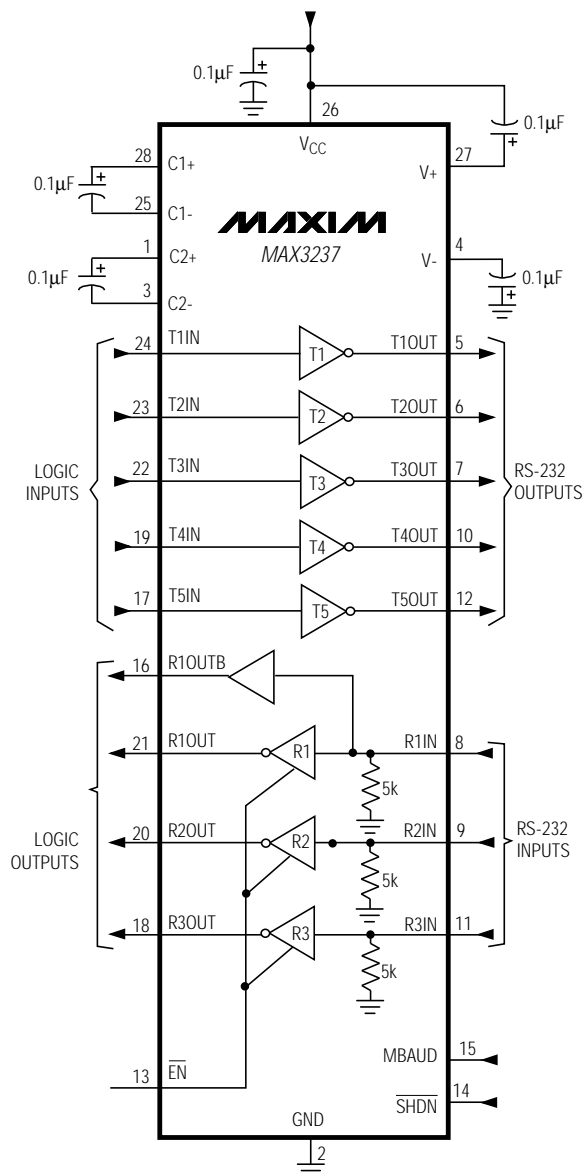 0.1µF
+
26
+
0.1µF
VCC
28
C1+
V+
27
0.1µF
+
25
C1-
MAXIM
MAX3237
1
C2+
V-
4
0.1µF
+
3
C2-
+
0.1µF
24
T1IN
T1
T1OUT
5
23
T2IN
T2
T2OUT
6
LOGIC
INPUTS
22
T3IN
T3
T3OUT
7
RS-232
OUTPUTS
19
T4IN
T4
T4OUT
10
17
T5IN
T5
T5OUT
12
16
R1OUTB
21
R1OUT
R1
R1IN
8
5k
LOGIC
OUTPUTS
20
R2OUT
R2
R2IN
9
RS-232
INPUTS
5k
18
R3OUT
R3
R3IN
11
5k
MBAUD
15
13
EN
SHDN
14
GND
2